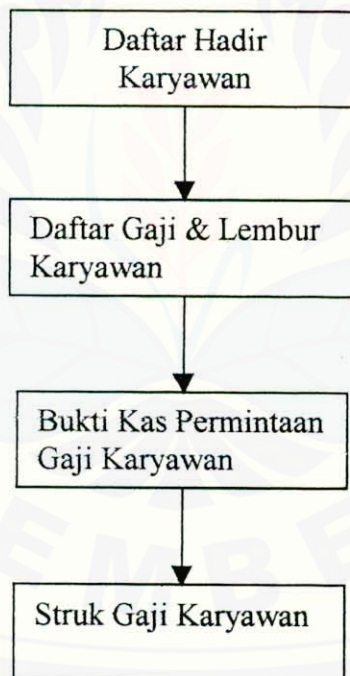 Daftar Hadir
Karyawan
Daftar Gaji & Lembur
Karyawan
Bukti Kas Permintaan
Gaji Karyawan
Struk Gaji Karyawan